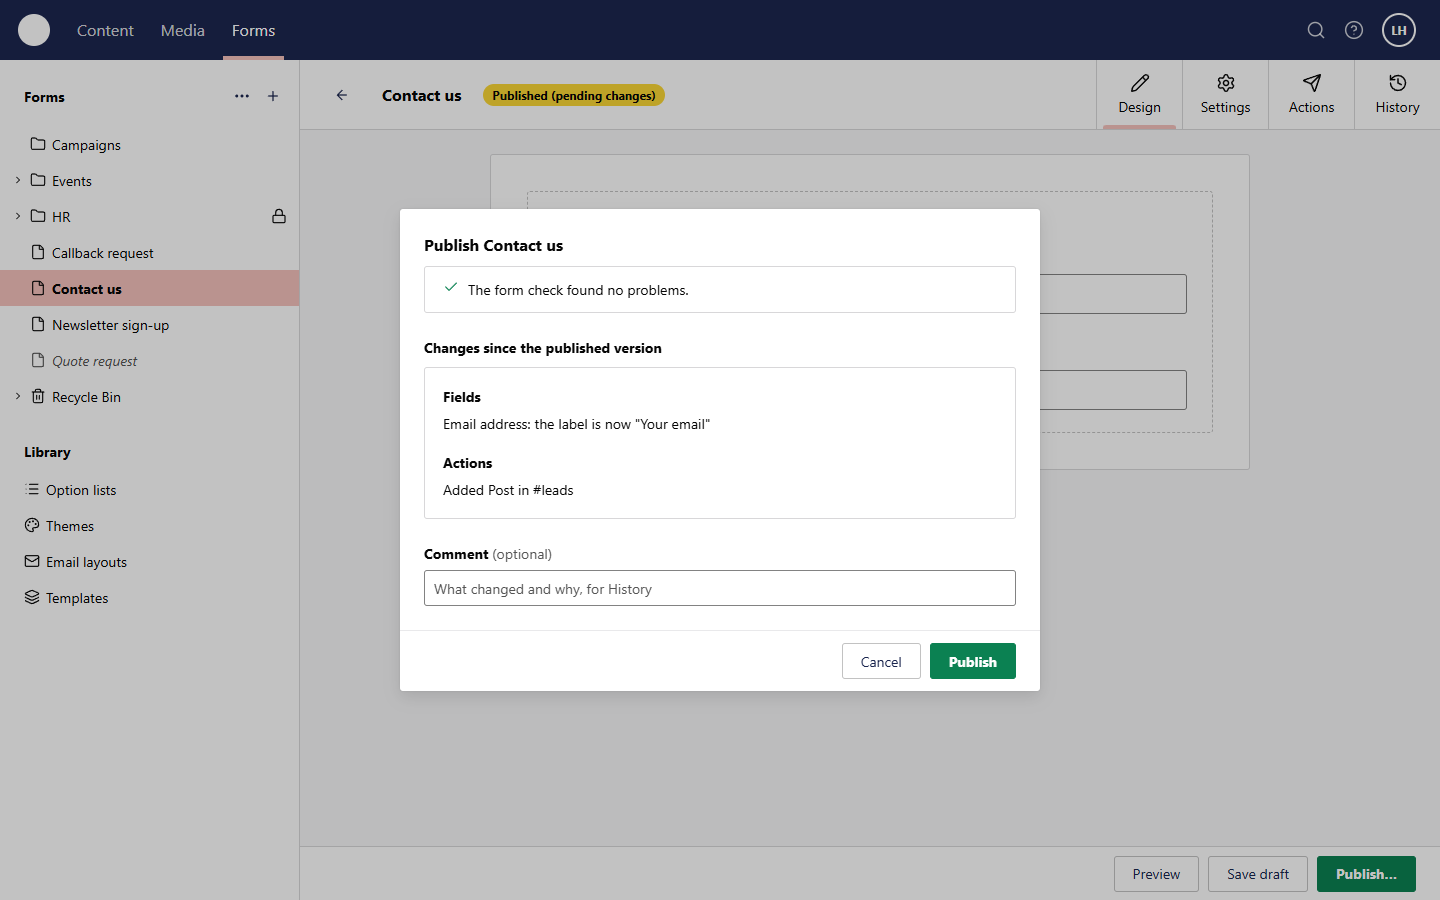 Content Media Forms
LH
Forms
Campaigns
Events
HR
Callback request
Contact us
Newsletter sign-up
Quote request
Recycle Bin
Library
Option lists
Themes
Email layouts
Templates
Contact us
Published (pending changes)
Design
Settings
Actions
History
Publish Contact us
The form check found no problems.
Changes since the published version
Fields
Email address: the label is now "Your email"
Actions
Added Post in #leads
Comment (optional)
What changed and why, for History
Cancel
Publish
Preview
Save draft
Publish...